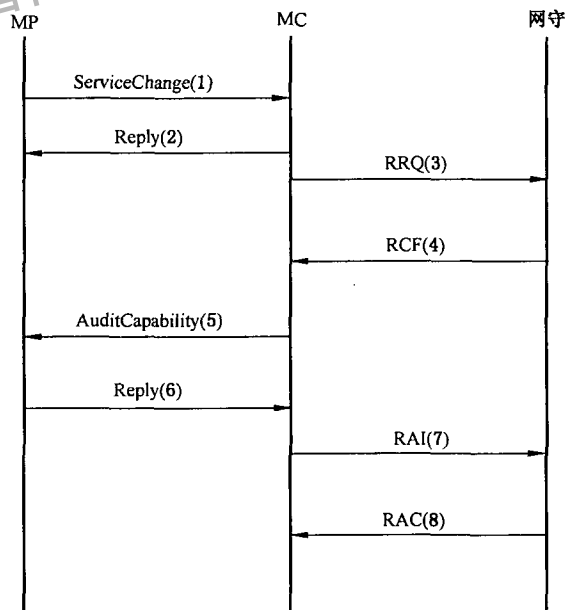 MP MC 网守
ServiceChange(1)
Reply(2)
RRQ(3)
RCF(4)
AuditCapability(5)
Reply(6)
RAI(7)
RAC(8)